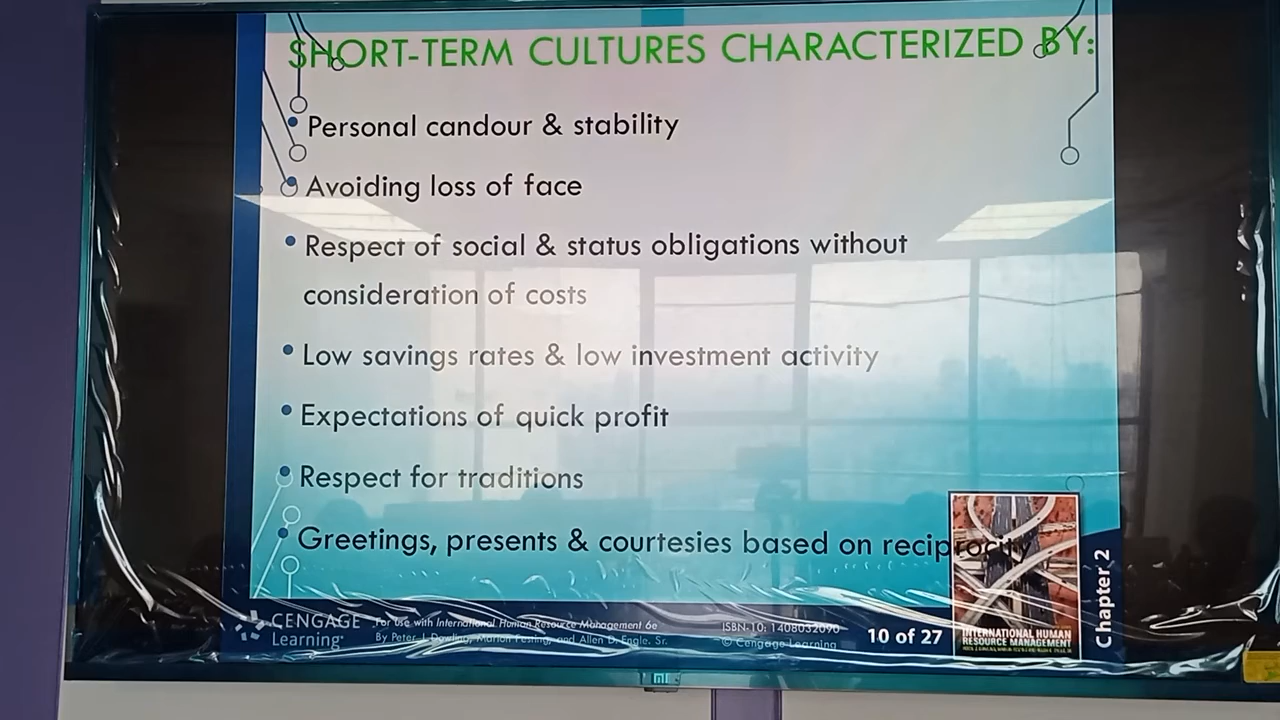 SHORT-TERM CULTURES CHARACTERIZED BY:
• Personal candour & stability
• Avoiding loss of face
• Respect of social & status obligations without
consideration of costs
• Low savings rates & low investment activity
• Expectations of quick profit
• Respect for traditions
• Greetings, presents & courtesies based on reciprocity
CENGAGE
Learning
For use with International Human Resource Management 6e
By Peter J. Dowling, Marion Festing, and Allen D. Engle. Sr.
ISBN-10: 1408032090
© Cengage Learning
10 of 27
INTERNATIONAL HUMAN
RESOURCE MANAGEMENT
Chapter 2
mi